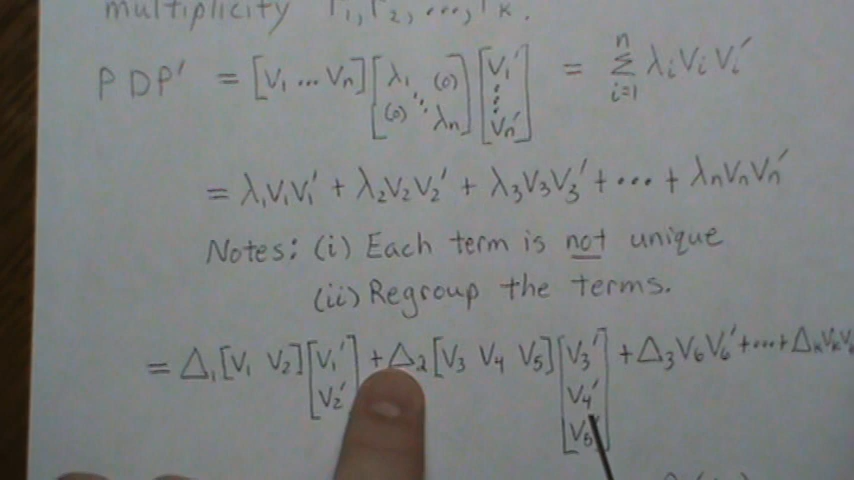 multiplicity r₁, r₂, ..., rₖ.
PDP' = [V₁ ... Vₙ] [λ₁ (0) ⋱ (0) λₙ] [V₁' ⋮ Vₙ'] = Σᵢ₌₁ⁿ λᵢVᵢVᵢ'
= λ₁V₁V₁' + λ₂V₂V₂' + λ₃V₃V₃' + ... + λₙVₙVₙ'
Notes: (i) Each term is not unique
(ii) Regroup the terms.
= Δ₁[V₁ V₂] [V₁' V₂'] + Δ₂[V₃ V₄ V₅] [V₃' V₄' V₅'] + Δ₃V₆V₆' + ... + Δₖ